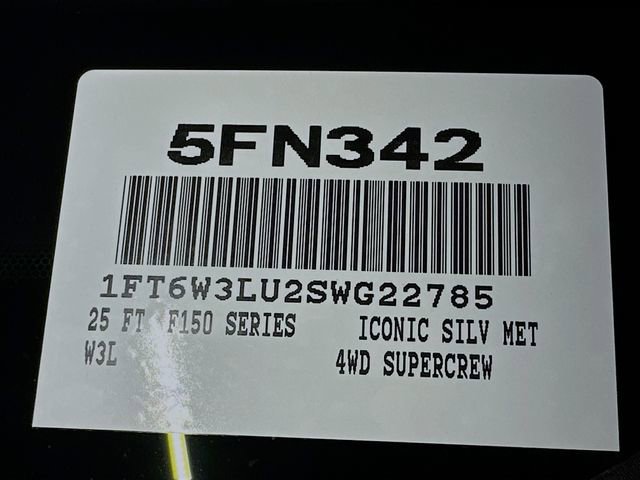 5FN342
1FT6W3LU2SWG22785
25 FT F150 SERIES ICONIC SILV MET
W3L 4WD SUPERCREW